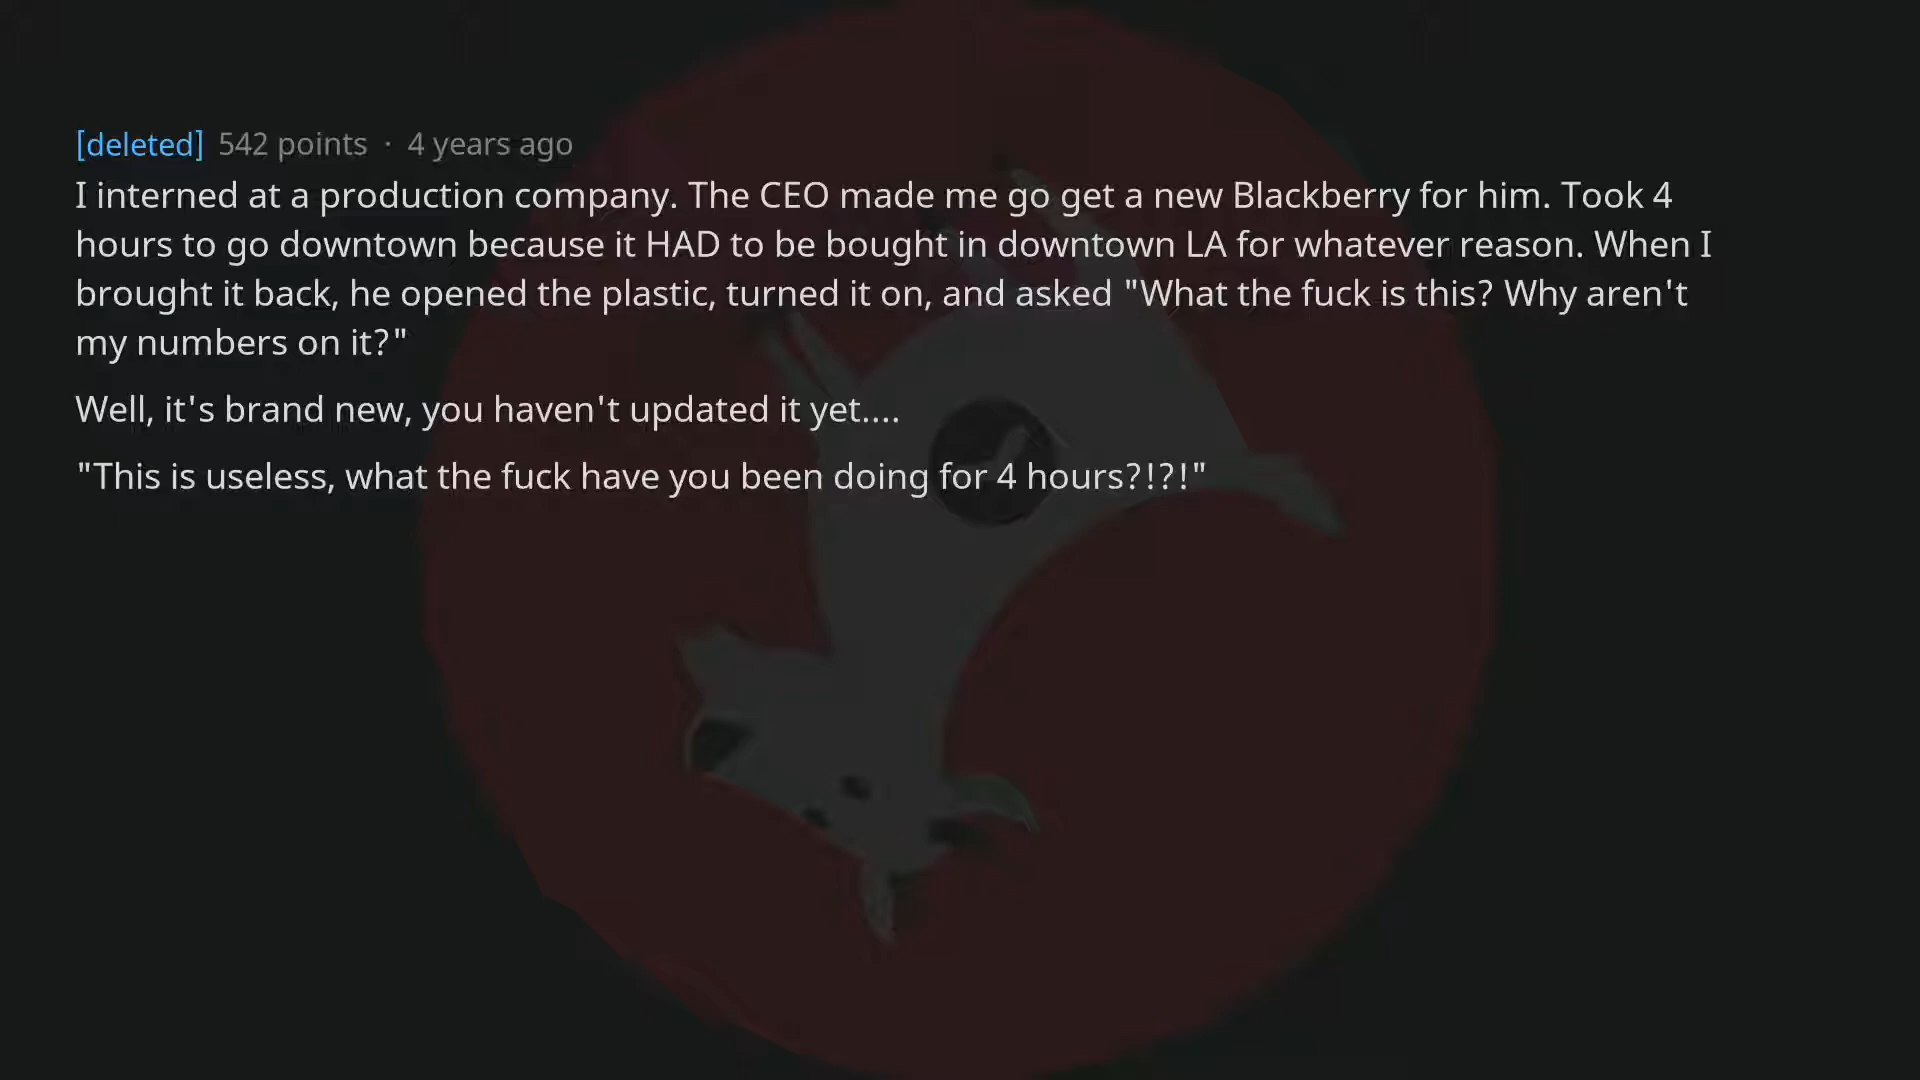 [deleted] 542 points · 4 years ago
I interned at a production company. The CEO made me go get a new Blackberry for him. Took 4
hours to go downtown because it HAD to be bought in downtown LA for whatever reason. When I
brought it back, he opened the plastic, turned it on, and asked "What the fuck is this? Why aren't
my numbers on it?"
Well, it's brand new, you haven't updated it yet....
"This is useless, what the fuck have you been doing for 4 hours?!?!"